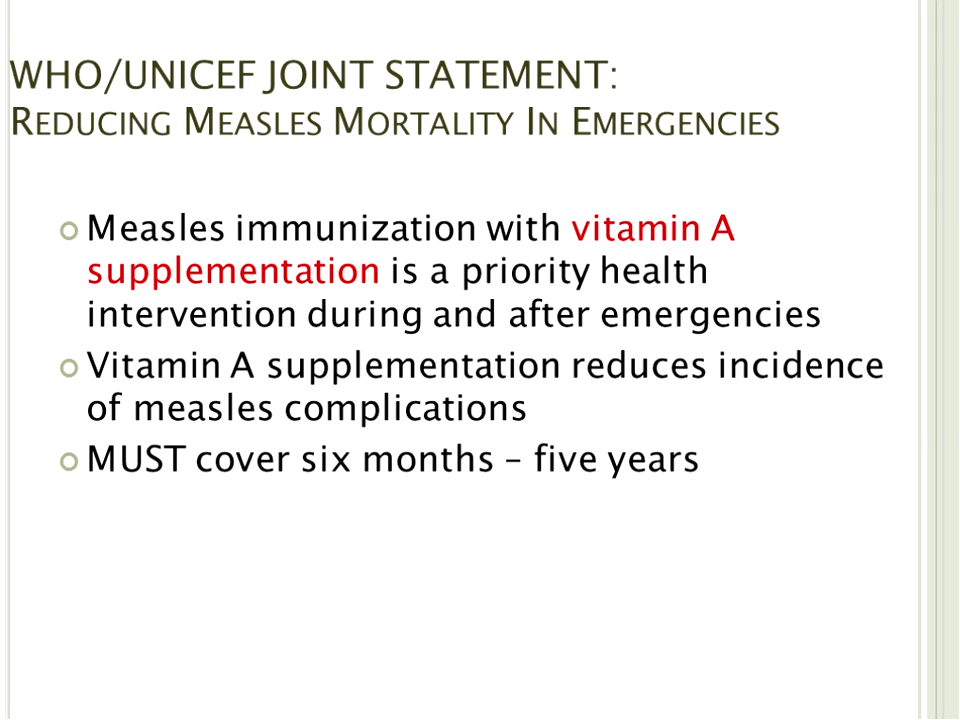 WHO/UNICEF JOINT STATEMENT:
REDUCING MEASLES MORTALITY IN EMERGENCIES
Measles immunization with vitamin A
supplementation is a priority health
intervention during and after emergencies
Vitamin A supplementation reduces incidence
of measles complications
MUST cover six months – five years